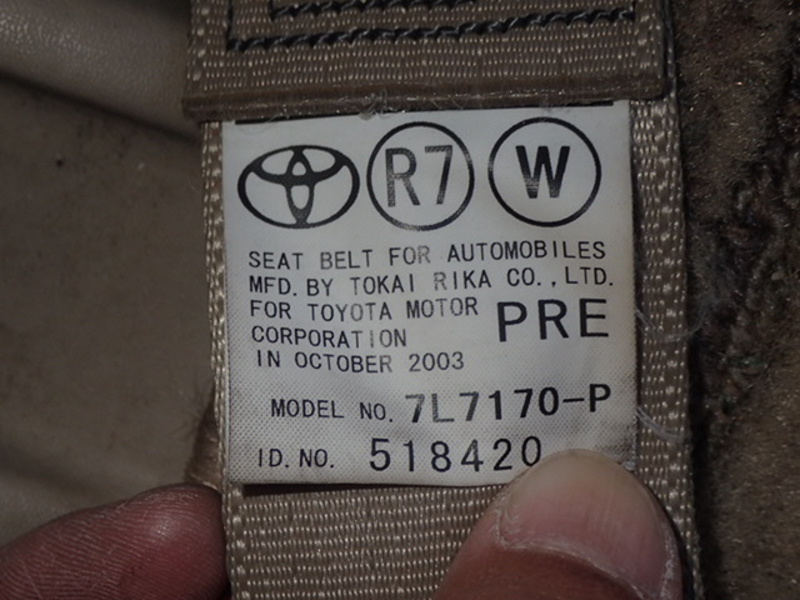 R7 W
SEAT BELT FOR AUTOMOBILES
MFD. BY TOKAI RIKA CO., LTD.
FOR TOYOTA MOTOR
CORPORATION
PRE
IN OCTOBER 2003
MODEL NO. 7L7170-P
ID. NO. 518420